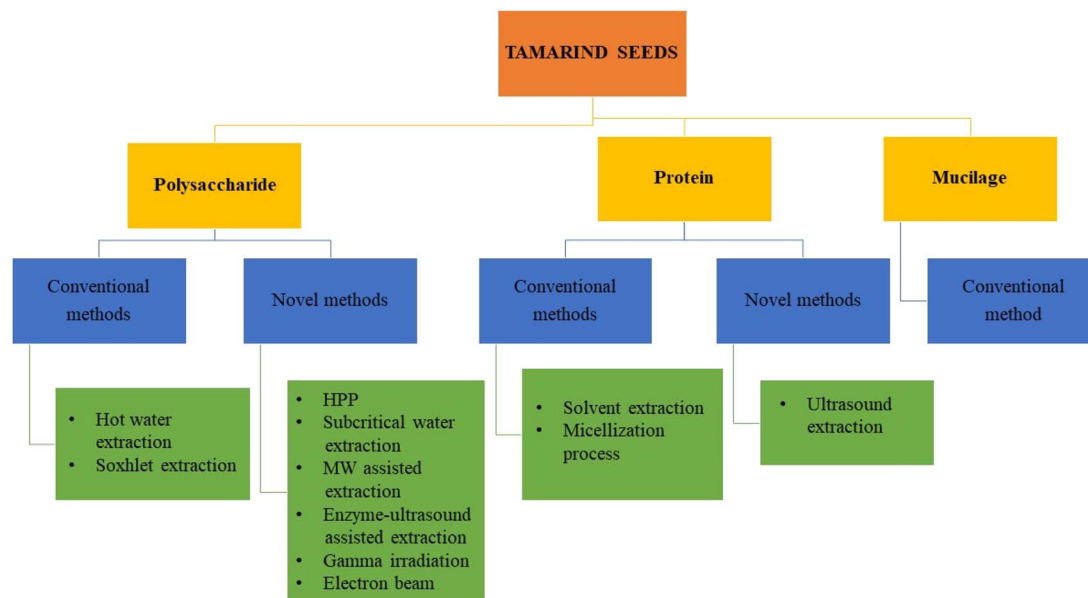 TAMARIND SEEDS
Polysaccharide
Protein
Mucilage
Conventional
methods
Novel methods
Conventional
methods
Novel methods
Conventional
method
• Hot water
extraction
• Soxhlet extraction
• HPP
• Subcritical water
extraction
• MW assisted
extraction
• Enzyme-ultrasound
assisted extraction
• Gamma irradiation
• Electron beam
• Solvent extraction
• Micellization
process
• Ultrasound
extraction